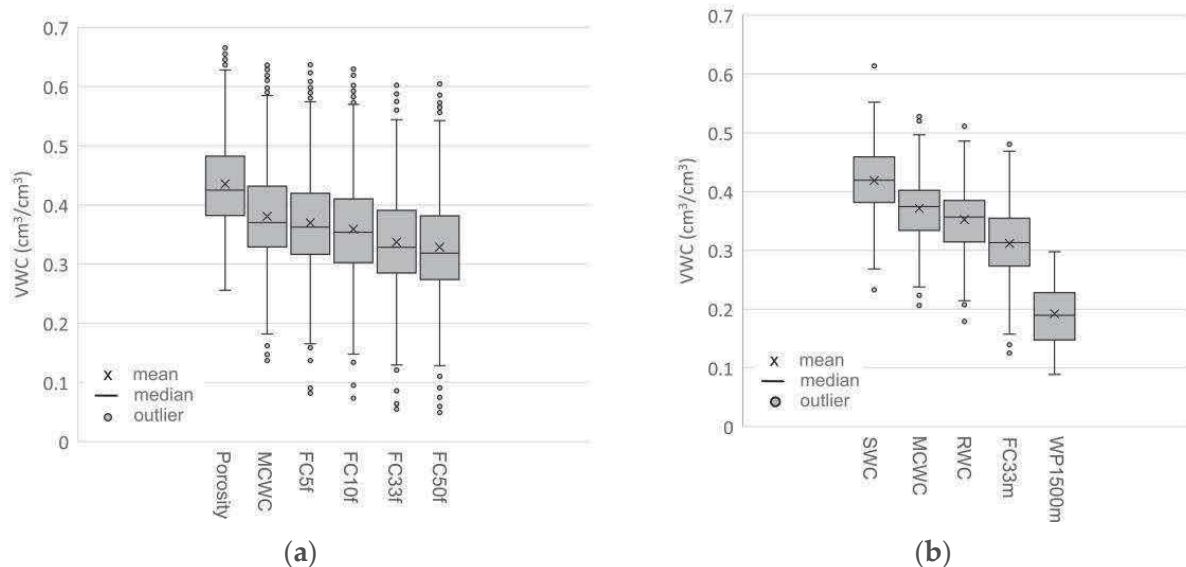 0.7
0.6
0.5
0.4
0.3
0.2
0.1
0
VWC (cm³/cm³)
mean
median
outlier
Porosity
MCWC
FC5f
FC10f
FC33f
FC50f
(a)
0.7
0.6
0.5
0.4
0.3
0.2
0.1
0
VWC (cm³/cm³)
mean
median
outlier
SWC
MCWC
RWC
FC33m
WP1500m
(b)